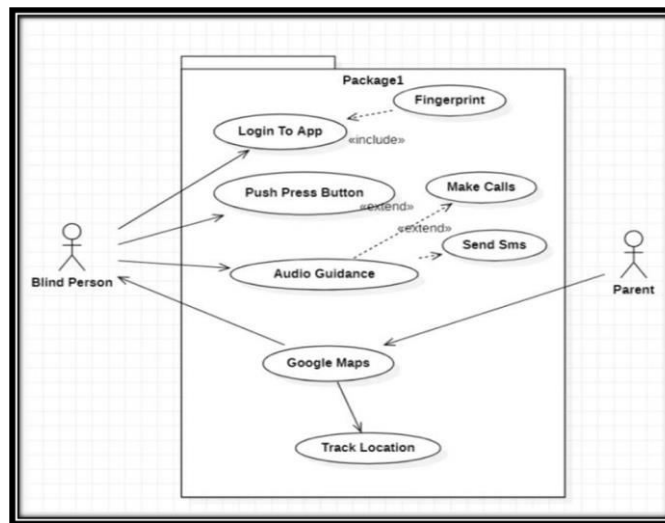 Package1
Fingerprint
Login To App
«include»
Push Press Button
Make Calls
«extend»
«extend»
Send Sms
Blind Person
Audio Guidance
Parent
Google Maps
Track Location